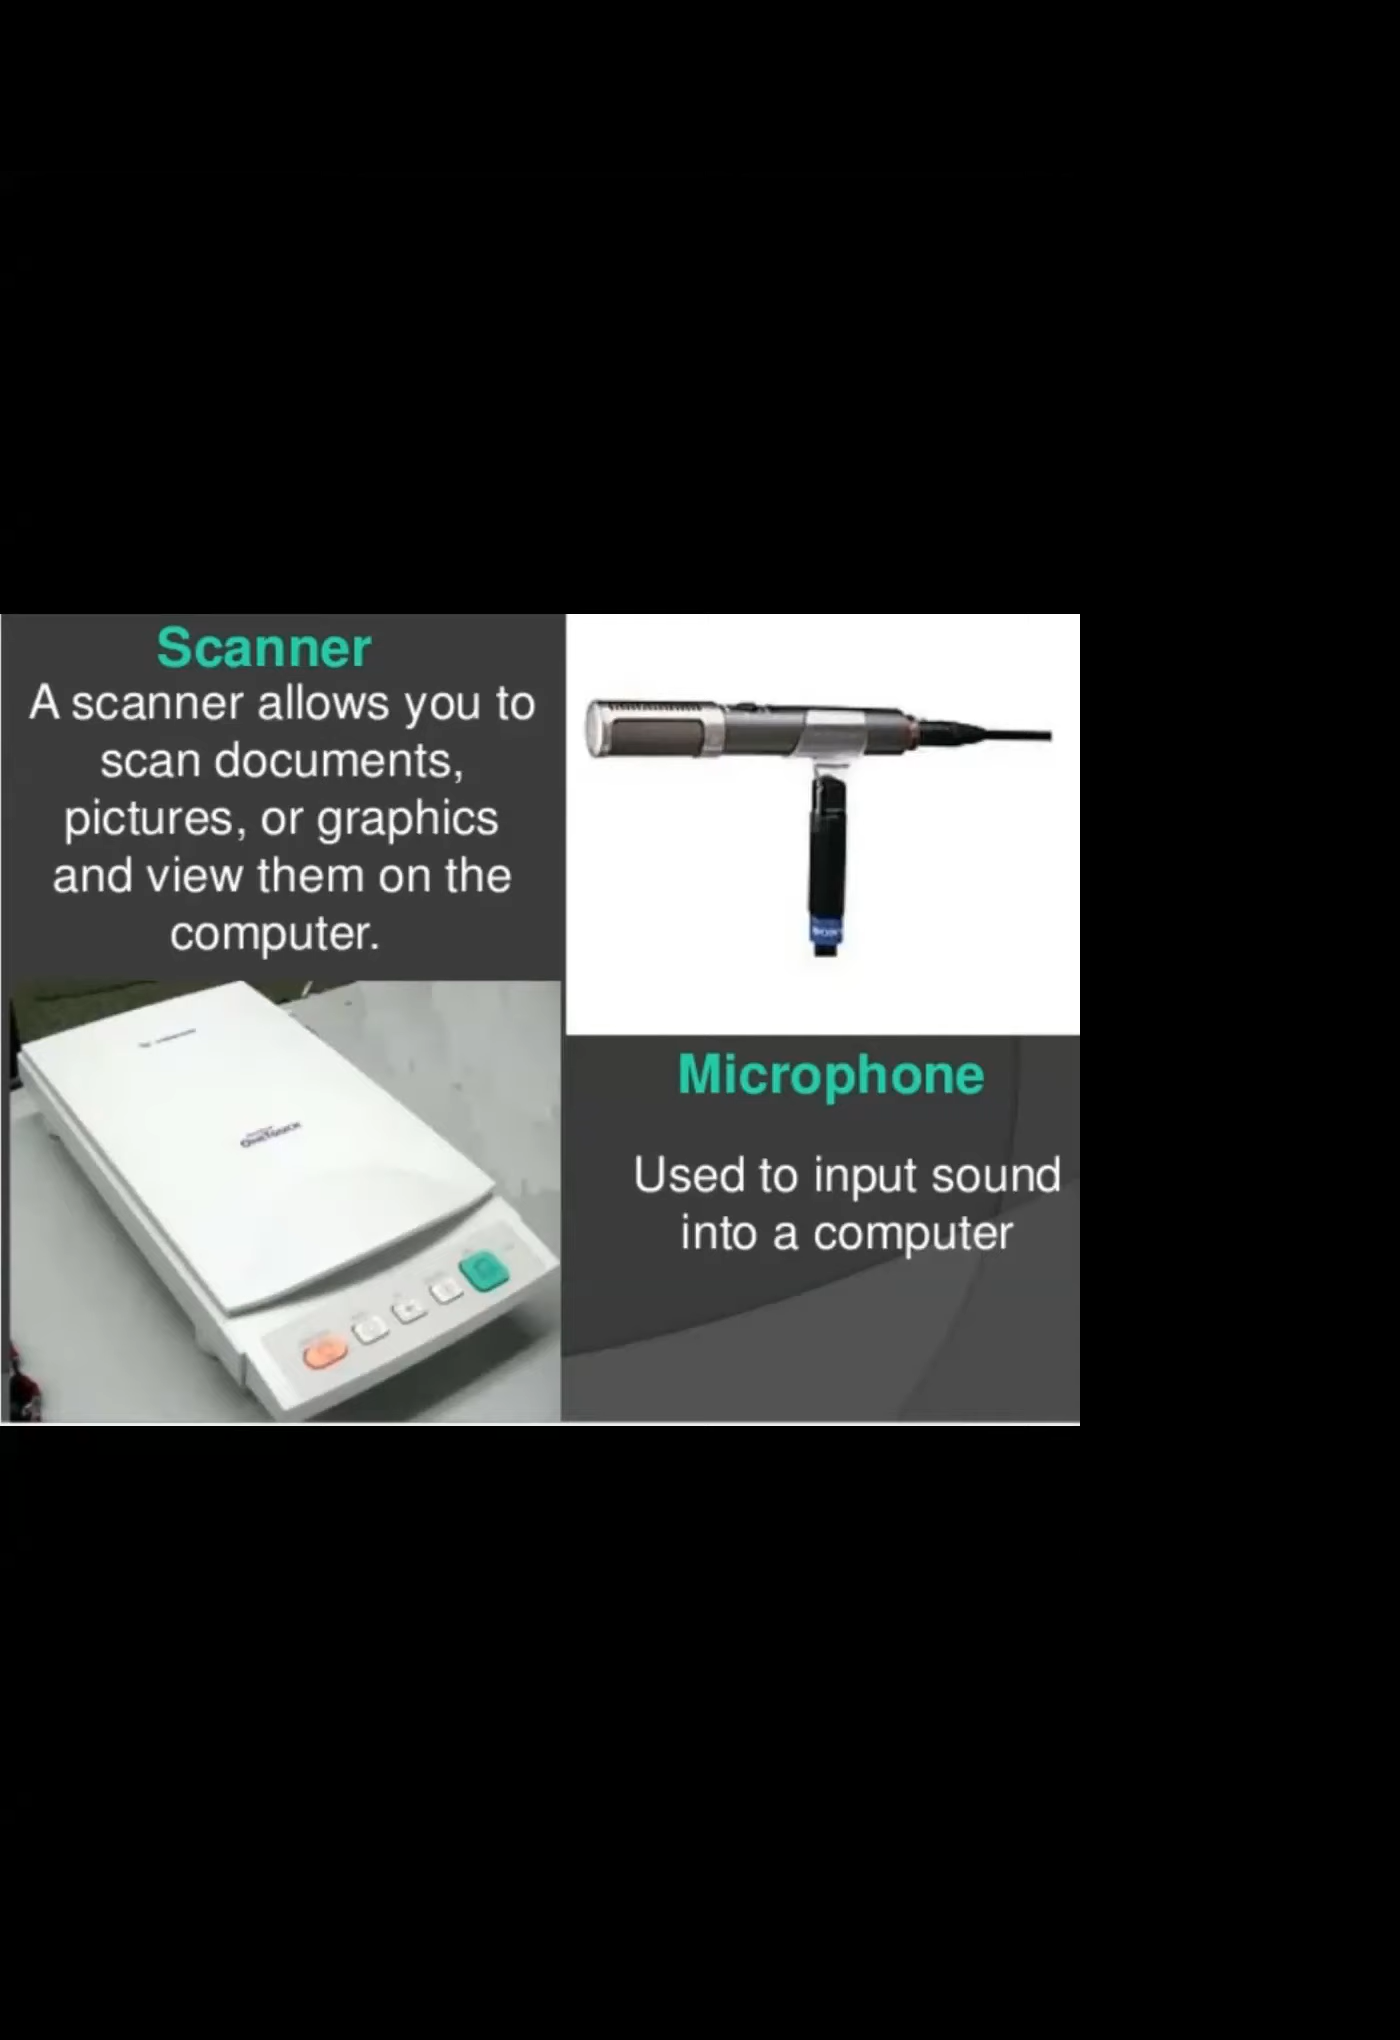 Scanner
A scanner allows you to
scan documents,
pictures, or graphics
and view them on the
computer.
OneTouch
Microphone
Used to input sound
into a computer